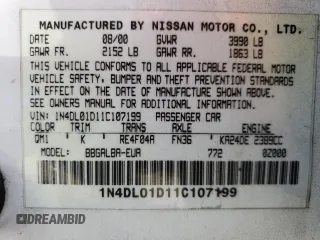 MANUFACTURED BY NISSAN MOTOR CO., LTD.
DATE 08/00 GVWR 3990 LB
GAWR FR 2152 LB GAWR RR 1863 LB
THIS VEHICLE CONFORMS TO ALL APPLICABLE FEDERAL MOTOR
VEHICLE SAFETY, BUMPER AND THEFT PREVENTION STANDARDS
IN EFFECT ON THE DATE OF MANUFACTURE SHOWN ABOVE.
SEE OWNERS MANUAL FOR ADDITIONAL INFORMATION
VIN: 1N4DL01D11C107199 PASSENGER CAR
COLOR TRIM TRANS AXLE ENGINE
QM1 K RE4F04A FN36 KA24DE 2389CC
BBGALBA-EUA 772 0Z000
1N4DL01D11C107199
DREAMBID